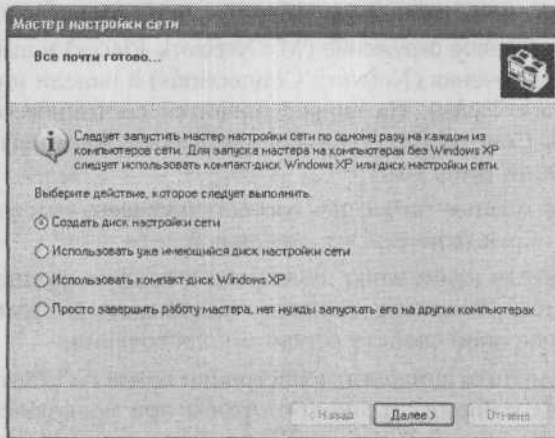 Мастер настройки сети
Все почти готово...
Следует запустить мастер настройки сети по одному разу на каждом из
компьютеров сети. Для запуска мастера на компьютерах без Windows XP
следует использовать компакт-диск Windows XP или диск настройки сети.
Выберите действие, которое следует выполнить.
Создать диск настройки сети
Использовать уже имеющийся диск настройки сети
Использовать компакт-диск Windows XP
Просто завершить работу мастера, нет нужды запускать его на других компьютерах
< Назад
Далее >
Отмена